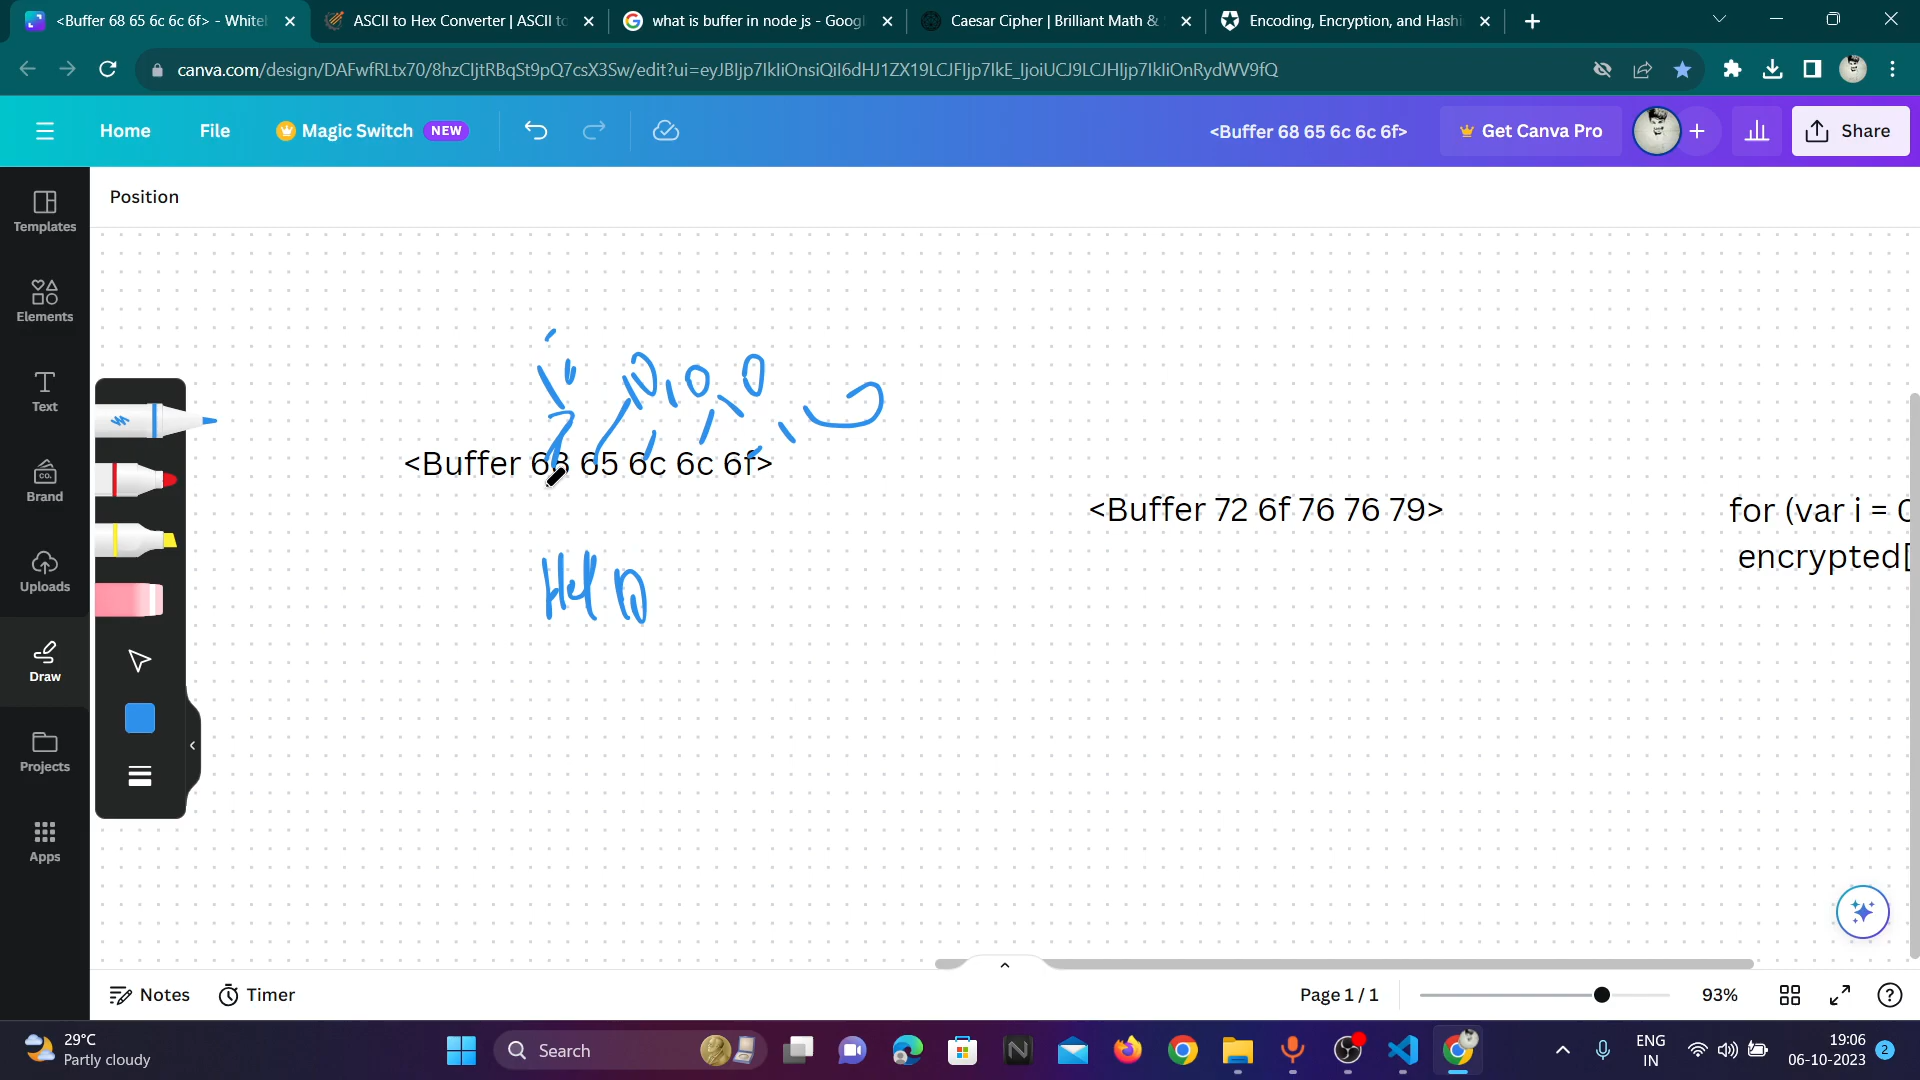 <Buffer 68 65 6c 6c 6f> - Whitel
ASCII to Hex Converter | ASCII to
what is buffer in node js - Googl
Caesar Cipher | Brilliant Math &
Encoding, Encryption, and Hashi
canva.com/design/DAFwfRLtx70/8hzCIjtRBqSt9pQ7csX3Sw/edit?ui=eyJBIjp7IkIiOnsiQiI6dHJ1ZX19LCJFIjp7IkE_IjoiUCJ9LCJHIjp7IkIiOnRydWV9fQ
Home
File
Magic Switch
NEW
<Buffer 68 65 6c 6c 6f>
Get Canva Pro
Share
Position
Templates
Elements
Text
CO.
Brand
Uploads
Draw
Projects
Apps
<Buffer 68 65 6c 6c 6f>
<Buffer 72 6f 76 76 79>
for (var i = 0
encrypted[
Notes
Timer
Page 1 / 1
93%
29°C
Partly cloudy
Search
ENG
IN
19:06
06-10-2023
2